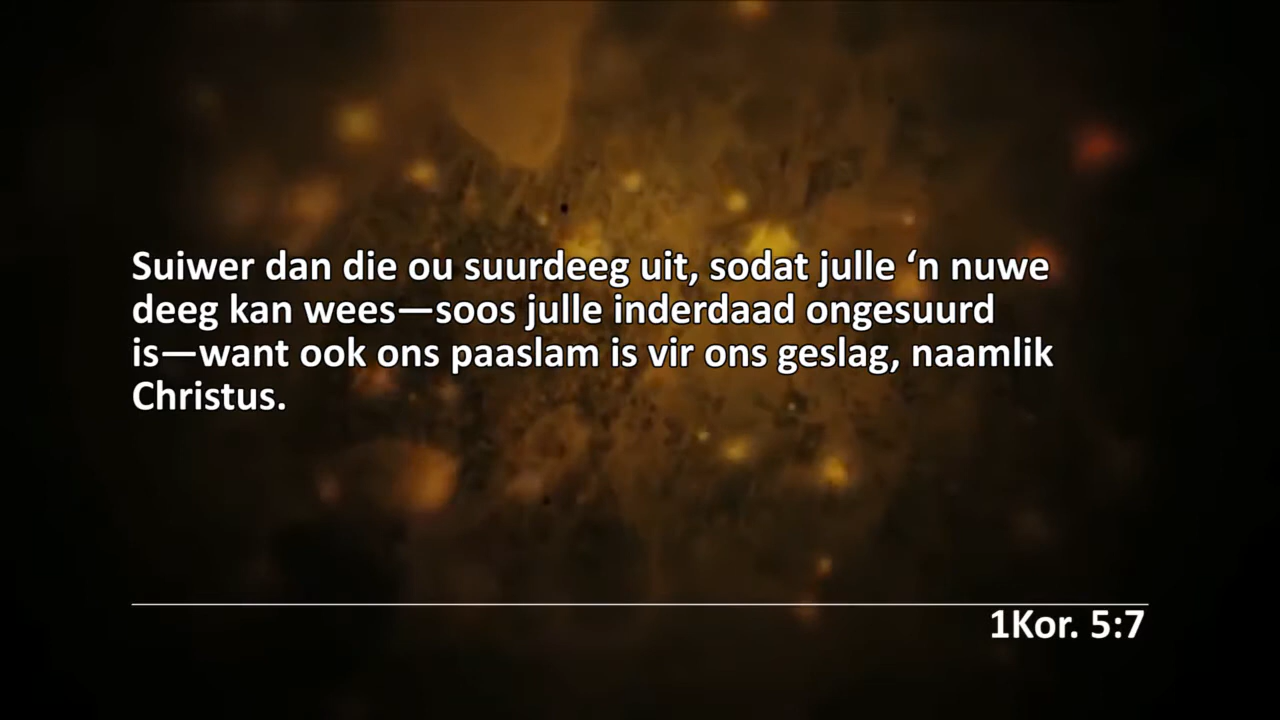 Suiwer dan die ou suurdeeg uit, sodat julle ‘n nuwe
deeg kan wees—soos julle inderdaad ongesuurd
is—want ook ons paaslam is vir ons geslag, naamlik
Christus.
1Kor. 5:7